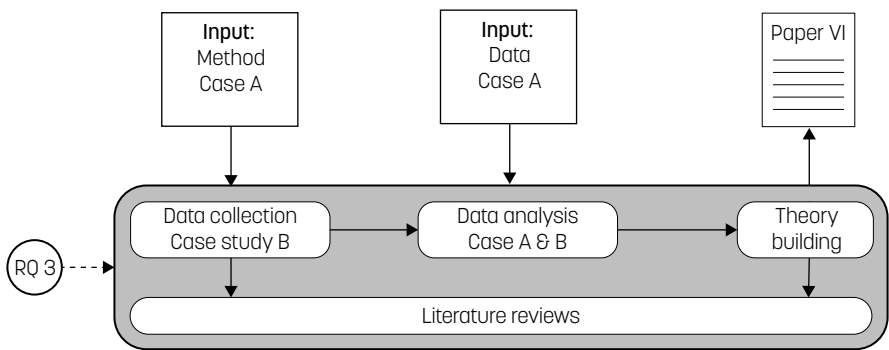 Input:
Method
Case A
Input:
Data
Case A
Paper VI
Data collection
Case study B
Data analysis
Case A & B
Theory
building
RQ 3
Literature reviews